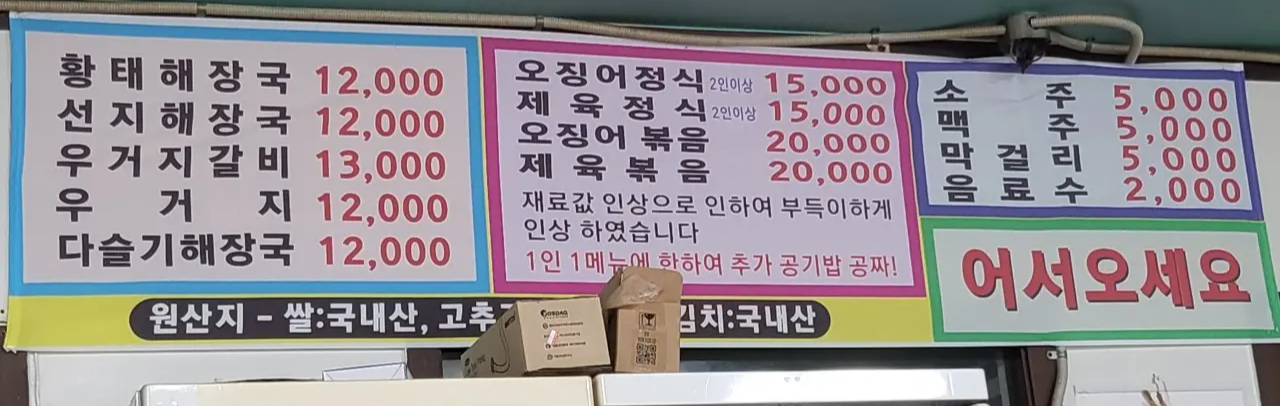 황태해장국 12,000
선지해장국 12,000
우거지갈비 13,000
우거지 12,000
다슬기해장국 12,000
오징어정식 2인이상 15,000
제육정식 2인이상 15,000
오징어볶음 20,000
제육볶음 20,000
재료값 인상으로 인하여 부득이하게
인상 하였습니다
1인 1메뉴에 한하여 추가 공기밥 공짜!
소주 5,000
맥주 5,000
막걸리 5,000
음료수 2,000
어서오세요
원산지 - 쌀:국내산, 고추 김치:국내산